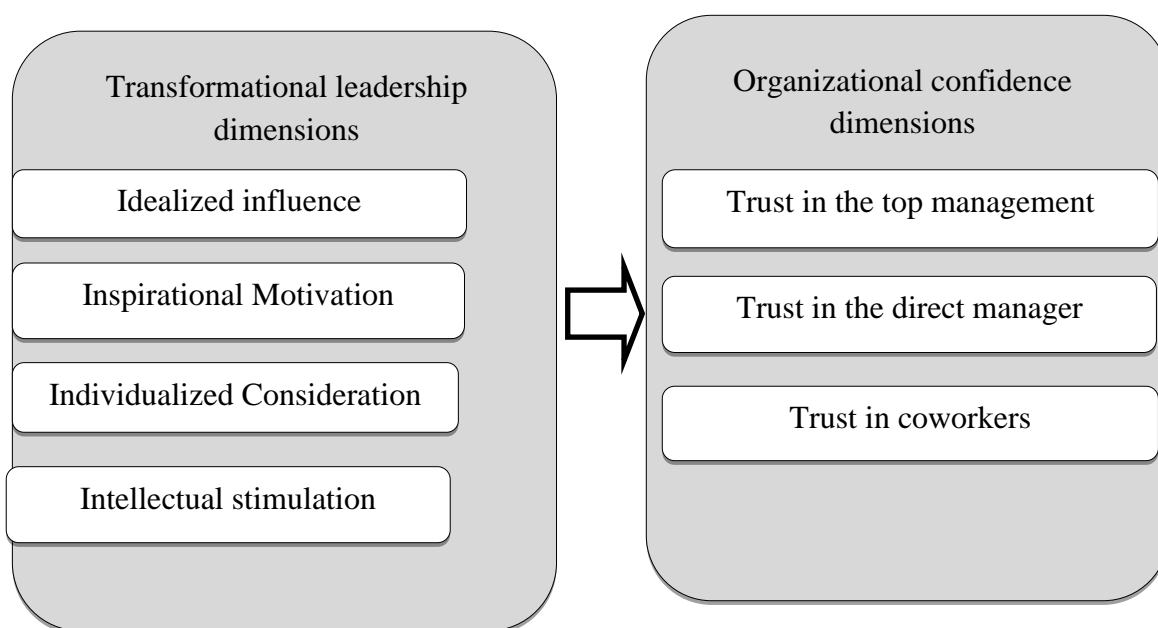 Transformational leadership
dimensions
Idealized influence
Inspirational Motivation
Individualized Consideration
Intellectual stimulation
Organizational confidence
dimensions
Trust in the top management
Trust in the direct manager
Trust in coworkers